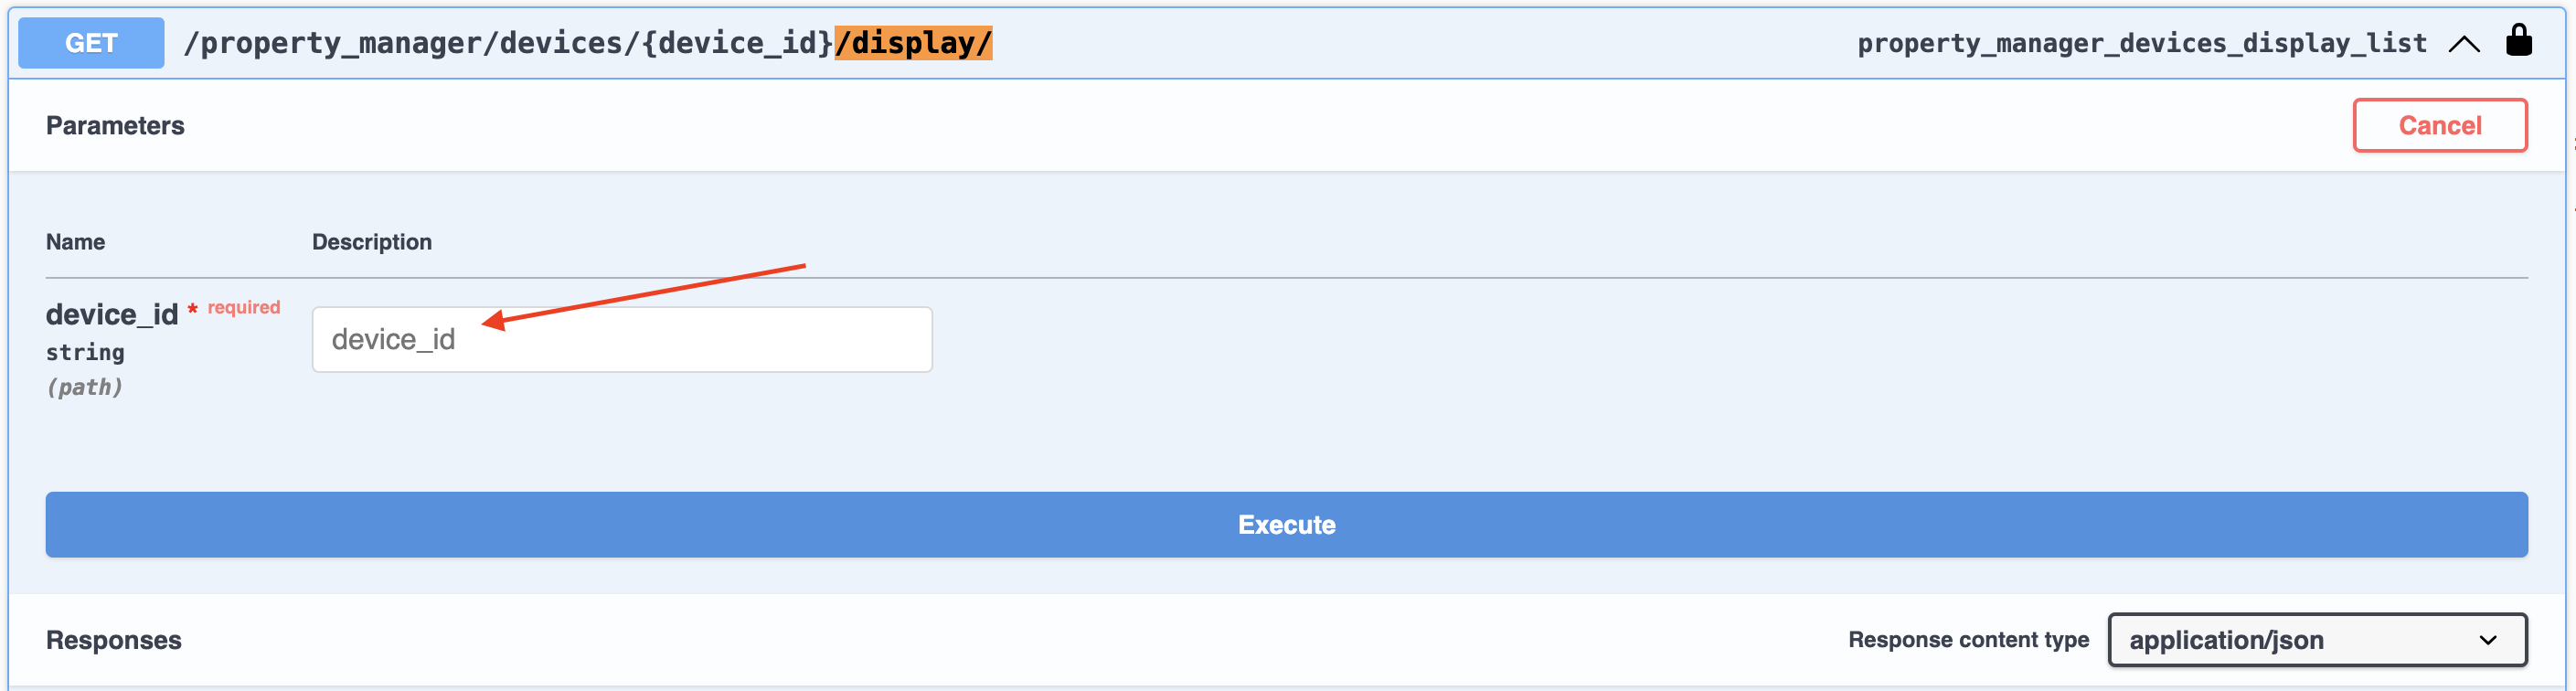 GET /property_manager/devices/{device_id}/display/ property_manager_devices_display_list
Parameters Cancel
Name Description
device_id * required
string
(path)
device_id
Execute
Responses Response content type application/json